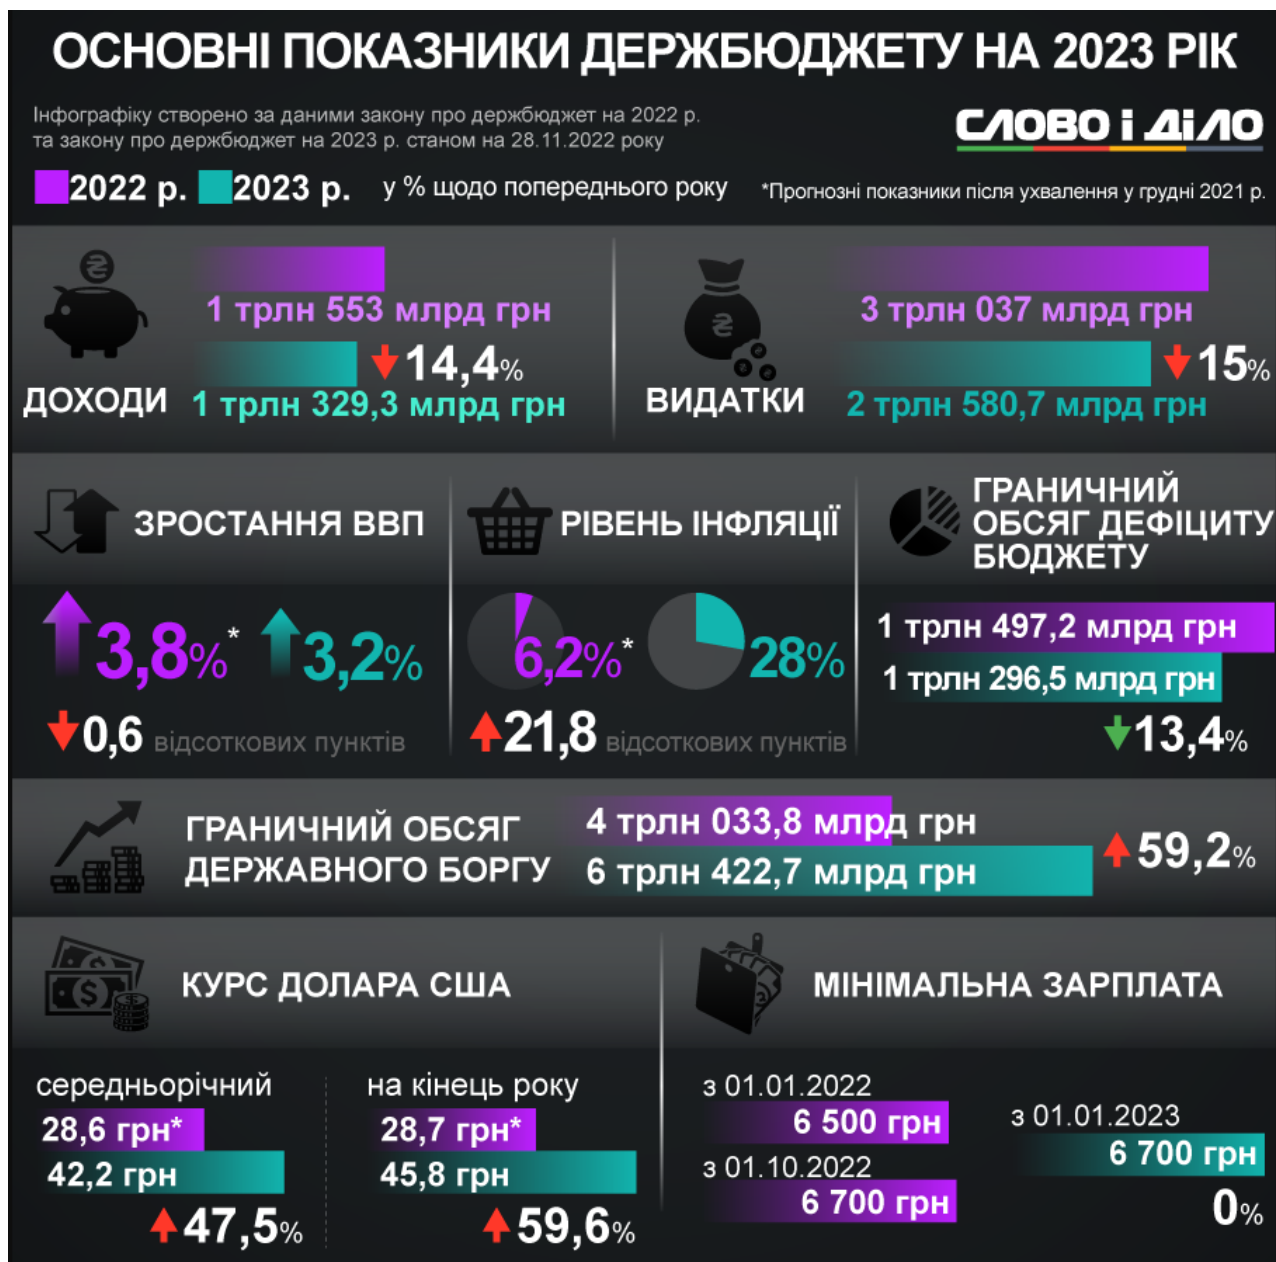 ОСНОВНІ ПОКАЗНИКИ ДЕРЖБЮДЖЕТУ НА 2023 РІК
Інфографіку створено за даними закону про держбюджет на 2022 р.
та закону про держбюджет на 2023 р. станом на 28.11.2022 року
СЛОВО і ДіЛО
2022 р. 2023 р. у % щодо попереднього року *Прогнозні показники після ухвалення у грудні 2021 р.
ДОХОДИ
1 трлн 553 млрд грн
14,4%
1 трлн 329,3 млрд грн
ВИДАТКИ
3 трлн 037 млрд грн
15%
2 трлн 580,7 млрд грн
ЗРОСТАННЯ ВВП
3,8%* 3,2%
0,6 відсоткових пунктів
РІВЕНЬ ІНФЛЯЦІЇ
6,2%* 28%
21,8 відсоткових пунктів
ГРАНИЧНИЙ
ОБСЯГ ДЕФІЦИТУ
БЮДЖЕТУ
1 трлн 497,2 млрд грн
1 трлн 296,5 млрд грн
13,4%
ГРАНИЧНИЙ ОБСЯГ
ДЕРЖАВНОГО БОРГУ
4 трлн 033,8 млрд грн
6 трлн 422,7 млрд грн
59,2%
КУРС ДОЛАРА США
середньорічний
28,6 грн*
42,2 грн
47,5%
на кінець року
28,7 грн*
45,8 грн
59,6%
МІНІМАЛЬНА ЗАРПЛАТА
з 01.01.2022
6 500 грн
з 01.10.2022
6 700 грн
з 01.01.2023
6 700 грн
0%